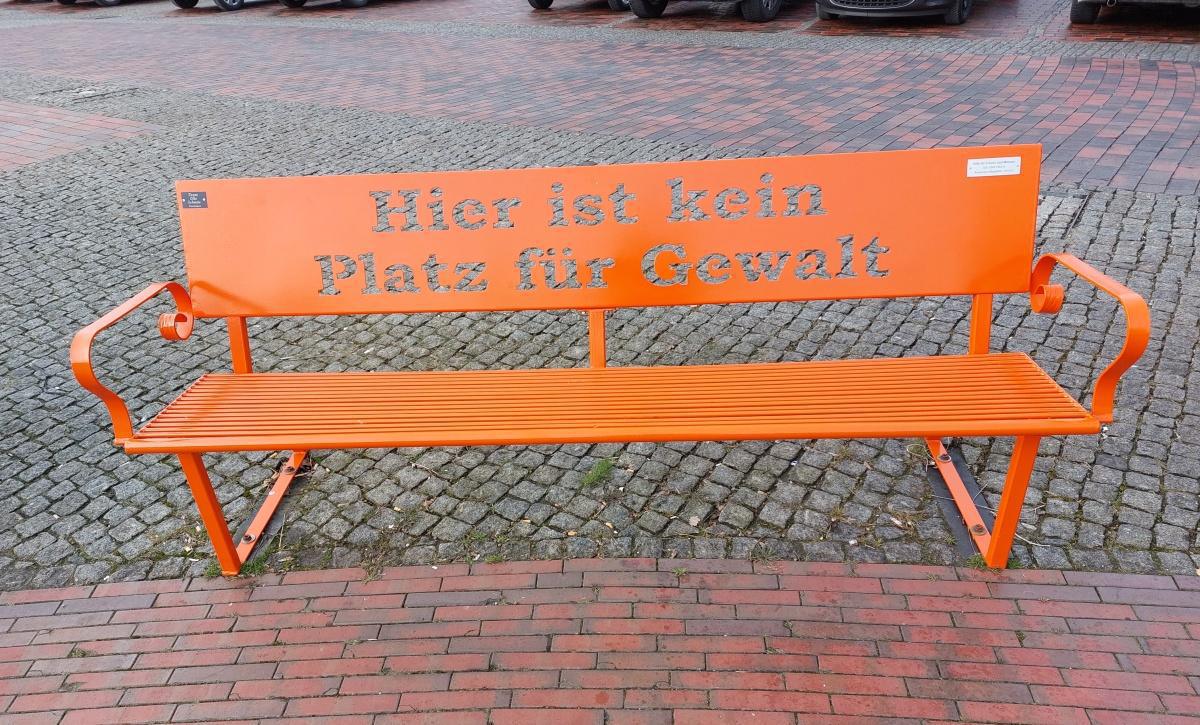 Hier ist kein
Platz für Gewalt